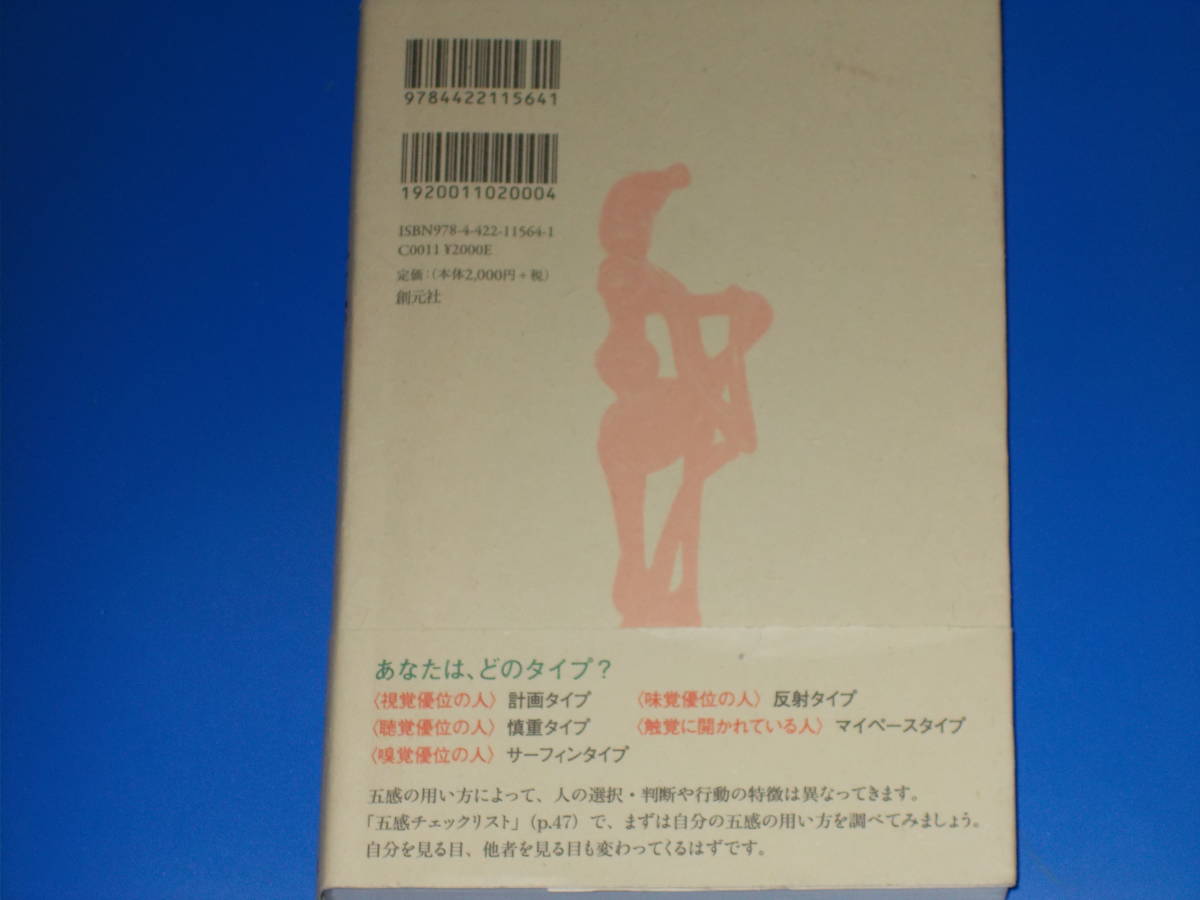 9784422115641
1920011020004
ISBN978-4-422-11564-1
C0011 ¥2000E
定価:(本体2,000円+税)
創元社
あなたは、どのタイプ?
〈視覚優位の人〉計画タイプ 〈味覚優位の人〉反射タイプ
〈聴覚優位の人〉慎重タイプ 〈触覚に開かれている人〉マイペースタイプ
〈嗅覚優位の人〉サーフィンタイプ
五感の用い方によって、人の選択・判断や行動の特徴は異なってきます。
「五感チェックリスト」(p.47)で、まずは自分の五感の用い方を調べてみましょう。
自分を見る目、他者を見る目も変わってくるはずです。